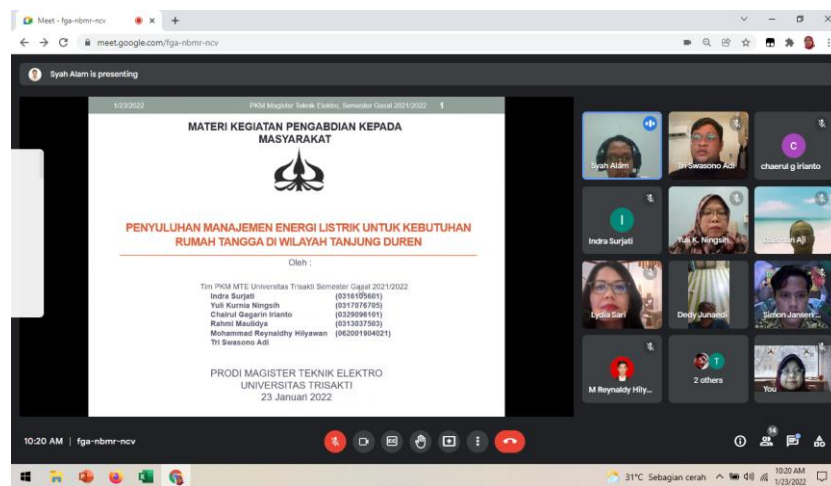 Meet - fga-nbmr-ncv
meet.google.com/fga-nbmr-ncv
Syah Alam is presenting
1/23/2022 PKM Magister Teknik Elektro, Semester Gasal 2021/2022 1
MATERI KEGIATAN PENGABDIAN KEPADA
MASYARAKAT
PENYULUHAN MANAJEMEN ENERGI LISTRIK UNTUK KEBUTUHAN
RUMAH TANGGA DI WILAYAH TANJUNG DUREN
Oleh :
Tim PKM MTE Universitas Trisakti Semester Gasal 2021/2022
Indra Surjati (0316105601)
Yuli Kurnia Ningsih (0317076705)
Chairul Gagarin Irianto (0329096101)
Rahmi Maulidya (0313037503)
Mohammad Reynaldhy Hilyawan (062001904021)
Tri Swasono Adi
PRODI MAGISTER TEKNIK ELEKTRO
UNIVERSITAS TRISAKTI
23 Januari 2022
Syah Alam
Tri Swasono Adi
C
chaerul g irianto
I
Indra Surjati
Yuli K. Ningsih
Aji
Lydia Sari
Dedy Junaedi
Simon Jansen ...
M Reynaldy Hily...
T
2 others
You
10:20 AM | fga-nbmr-ncv
14
31°C Sebagian cerah
10:20 AM
1/23/2022